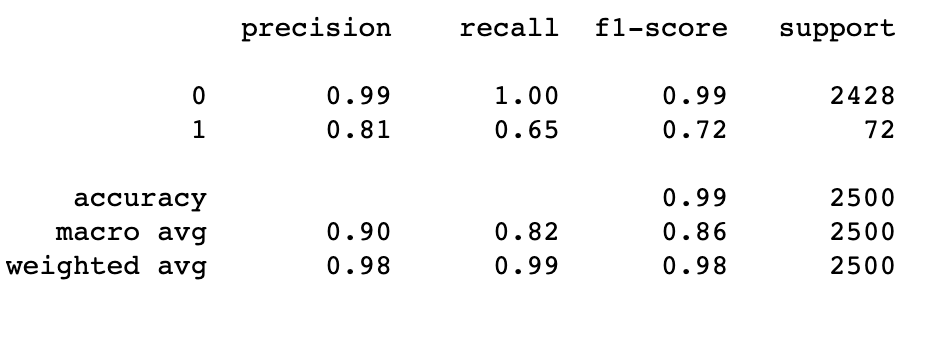 precision recall f1-score support
0 0.99 1.00 0.99 2428
1 0.81 0.65 0.72 72
accuracy 0.99 2500
macro avg 0.90 0.82 0.86 2500
weighted avg 0.98 0.99 0.98 2500